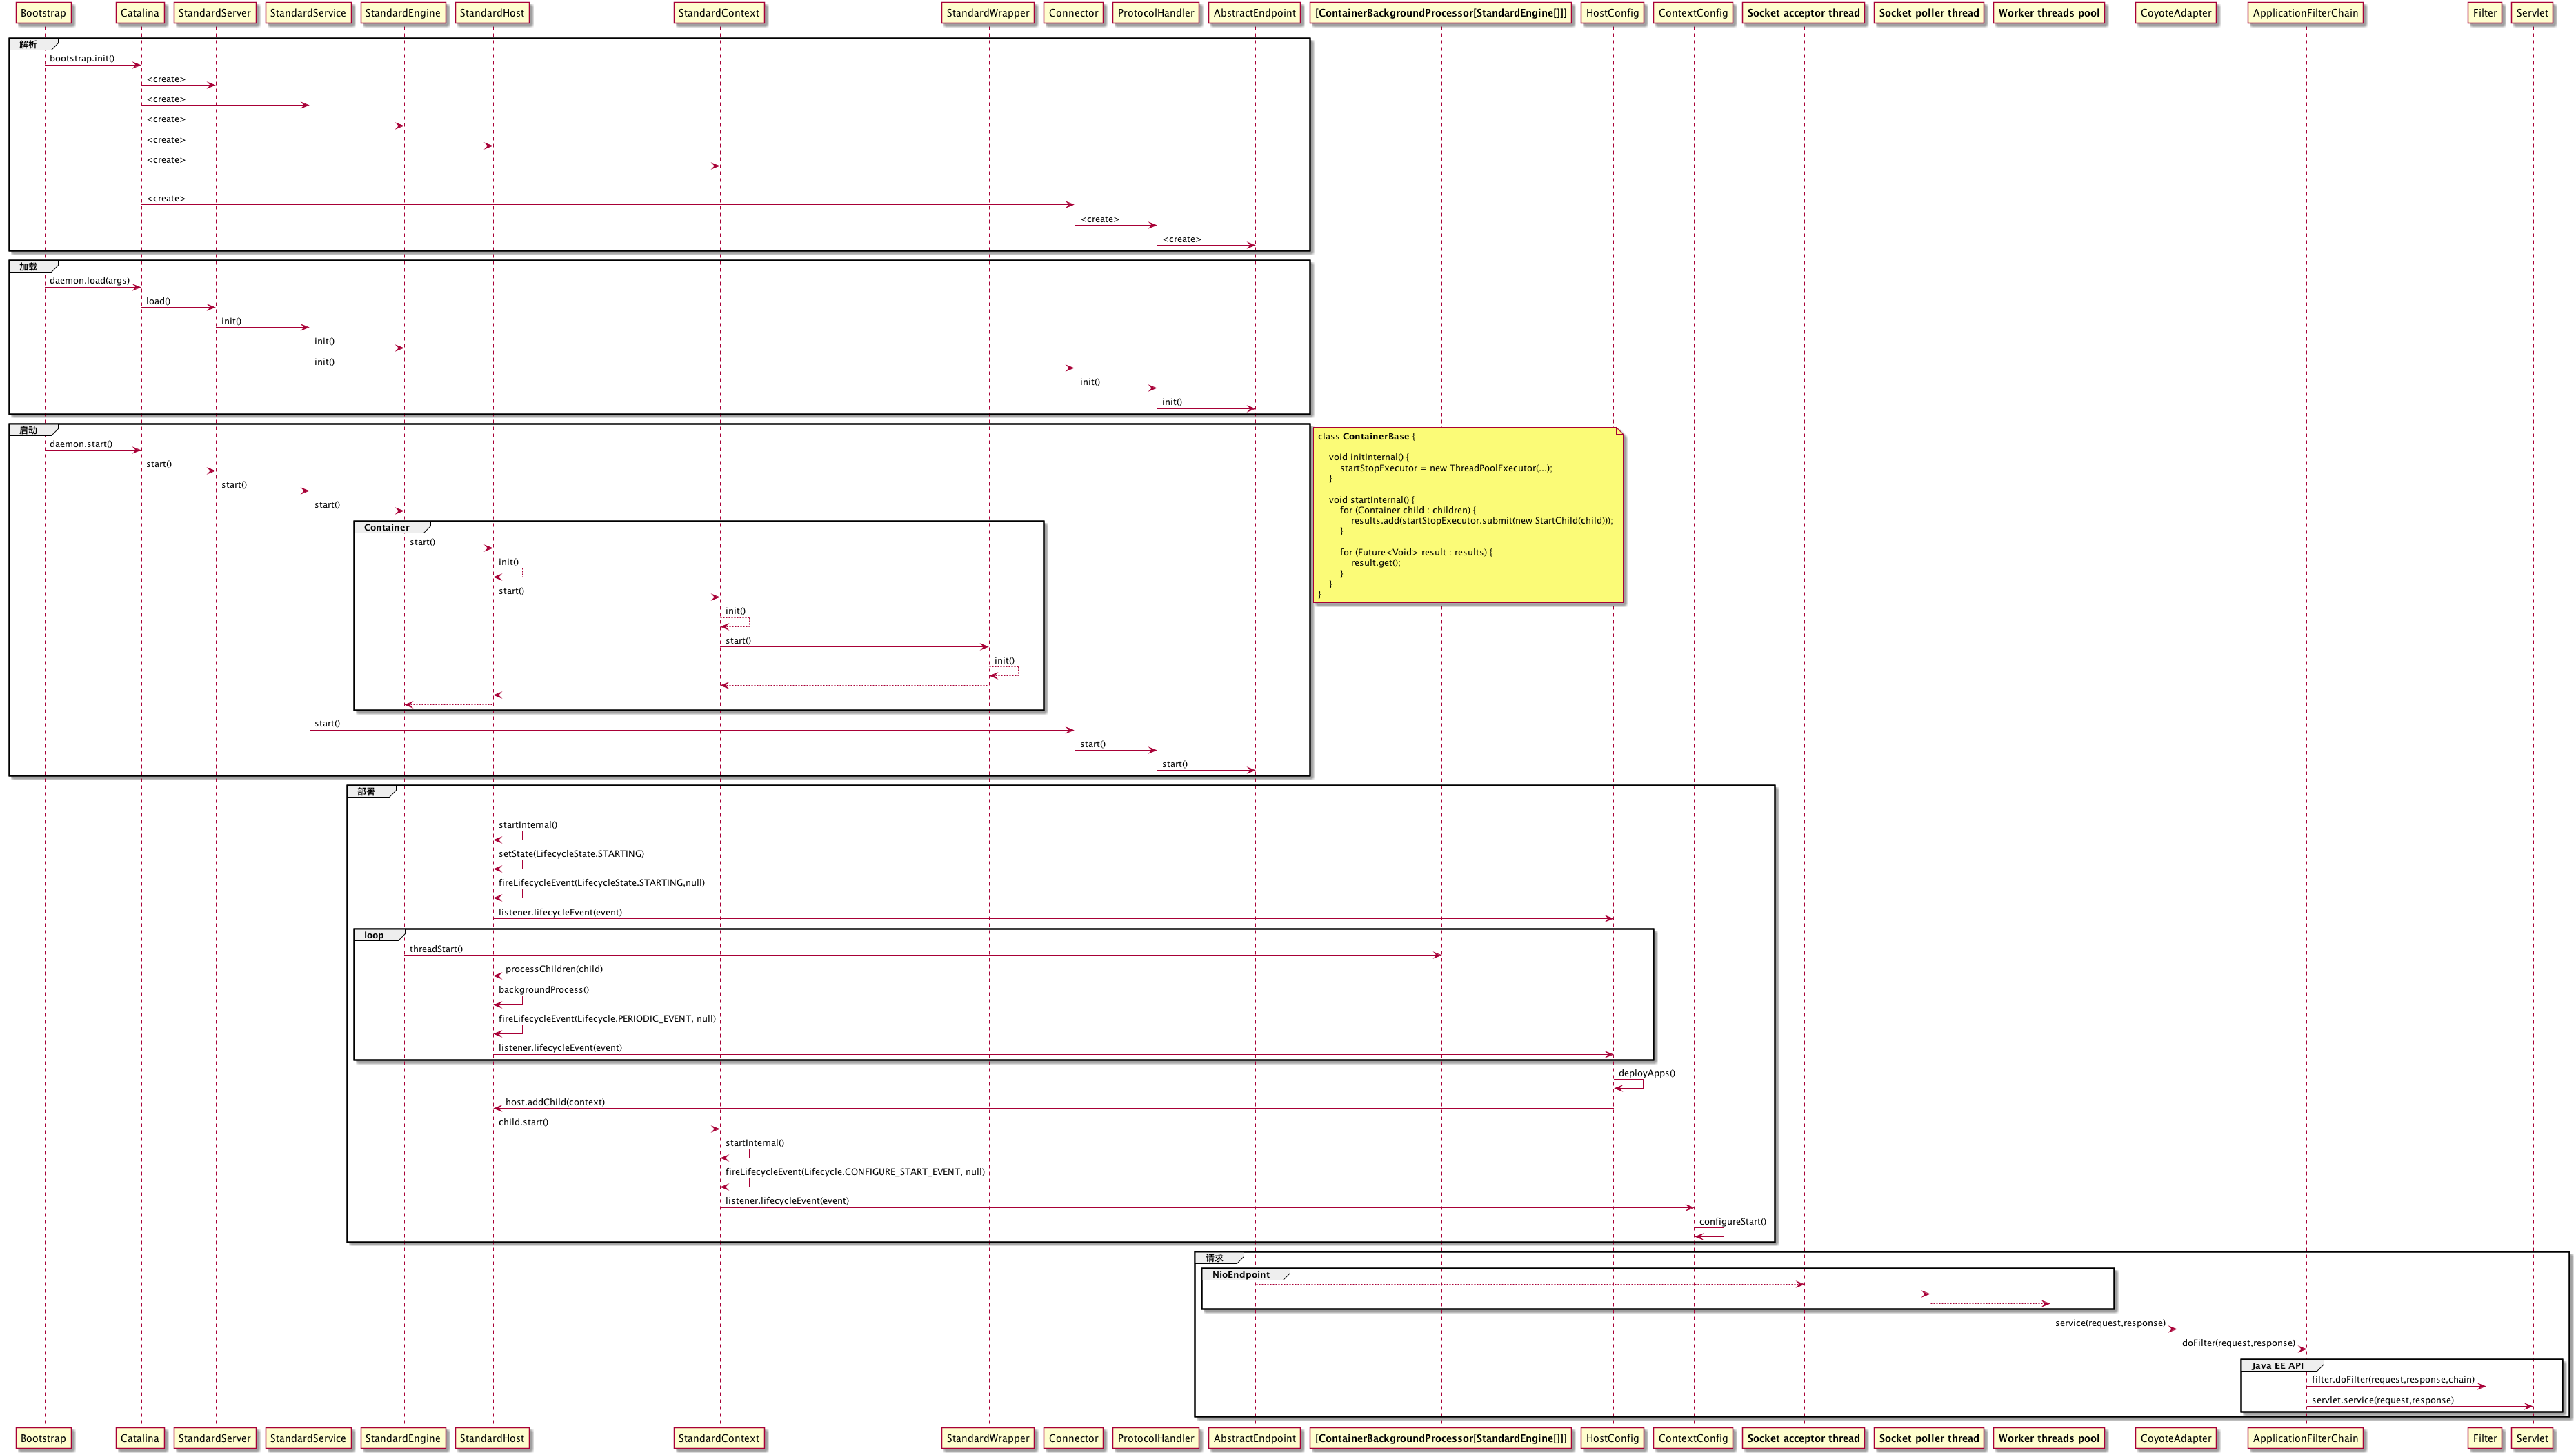 Bootstrap
Catalina
StandardServer
StandardService
StandardEngine
StandardHost
StandardContext
StandardWrapper
Connector
ProtocolHandler
AbstractEndpoint
[ContainerBackgroundProcessor[StandardEngine[]]]
HostConfig
ContextConfig
Socket acceptor thread
Socket poller thread
Worker threads pool
CoyoteAdapter
ApplicationFilterChain
Filter
Servlet
解析
bootstrap.init()
<create>
<create>
<create>
<create>
<create>
<create>
<create>
<create>
加载
daemon.load(args)
load()
init()
init()
init()
init()
init()
启动
daemon.start()
start()
start()
start()
Container
start()
init()
start()
init()
start()
init()
start()
start()
start()
class ContainerBase {
void initInternal() {
startStopExecutor = new ThreadPoolExecutor(...);
}
void startInternal() {
for (Container child : children) {
results.add(startStopExecutor.submit(new StartChild(child)));
}
for (Future<Void> result : results) {
result.get();
}
}
}
部署
startInternal()
setState(LifecycleState.STARTING)
fireLifecycleEvent(LifecycleState.STARTING,null)
listener.lifecycleEvent(event)
loop
threadStart()
processChildren(child)
backgroundProcess()
fireLifecycleEvent(Lifecycle.PERIODIC_EVENT, null)
listener.lifecycleEvent(event)
deployApps()
host.addChild(context)
child.start()
startInternal()
fireLifecycleEvent(Lifecycle.CONFIGURE_START_EVENT, null)
listener.lifecycleEvent(event)
configureStart()
请求
NioEndpoint
service(request,response)
doFilter(request,response)
Java EE API
filter.doFilter(request,response,chain)
servlet.service(request,response)
Bootstrap
Catalina
StandardServer
StandardService
StandardEngine
StandardHost
StandardContext
StandardWrapper
Connector
ProtocolHandler
AbstractEndpoint
[ContainerBackgroundProcessor[StandardEngine[]]]
HostConfig
ContextConfig
Socket acceptor thread
Socket poller thread
Worker threads pool
CoyoteAdapter
ApplicationFilterChain
Filter
Servlet